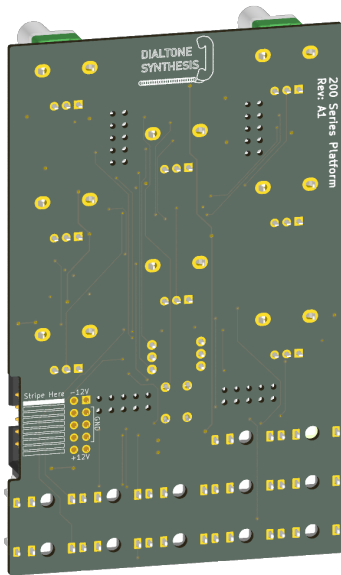 DIALTONE
SYNTHESIS
200 Series Platform
Rev: A1
Stripe Here
-12V
GND
+12V